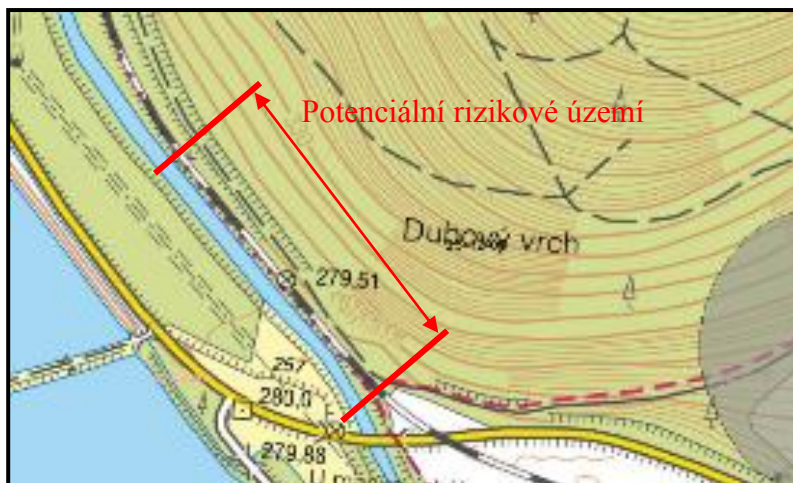 Potenciální rizikové území
Dubový vrch
279.51
257
280,0
279.88